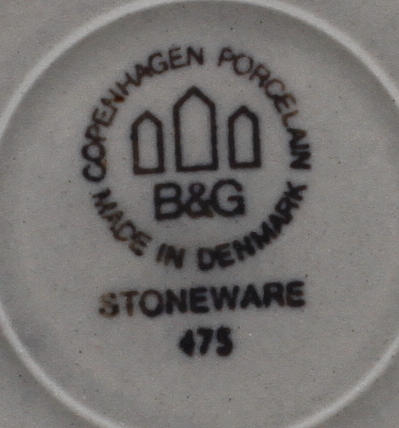 COPENHAGEN PORCELAIN
B&G
MADE IN DENMARK
STONEWARE
475